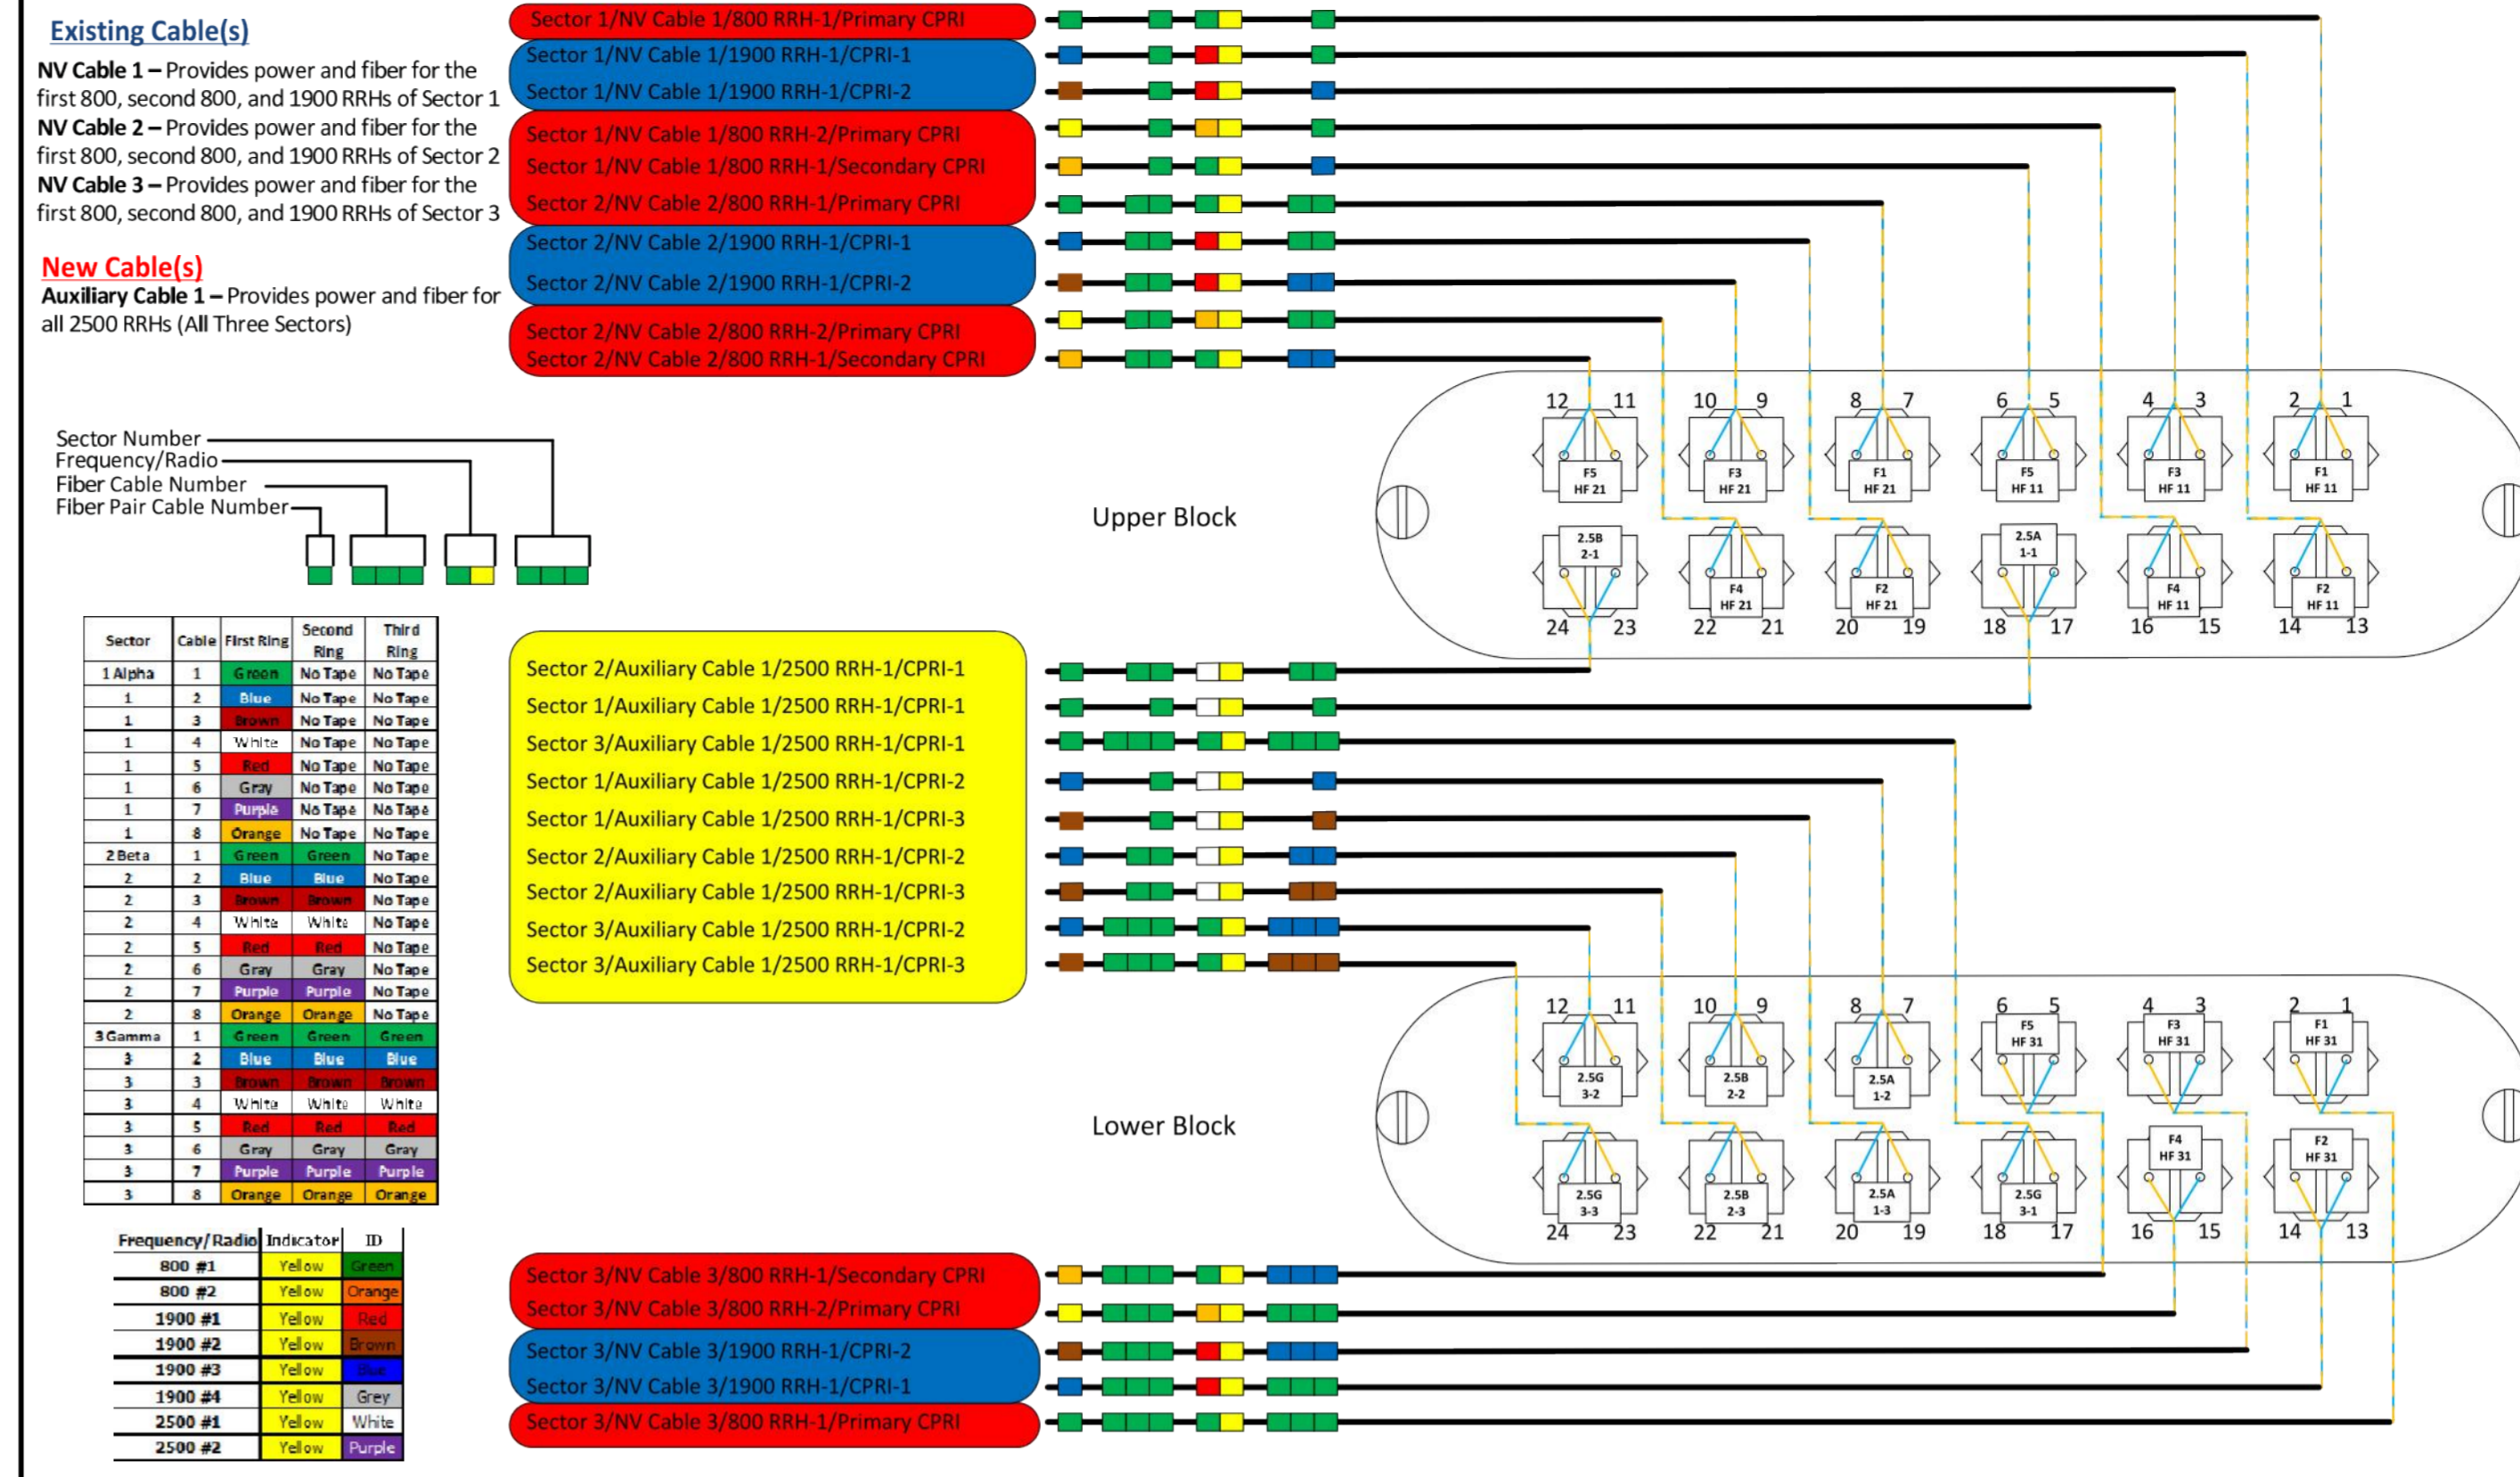 Existing Cable(s)
NV Cable 1 – Provides power and fiber for the
first 800, second 800, and 1900 RRHs of Sector 1
NV Cable 2 – Provides power and fiber for the
first 800, second 800, and 1900 RRHs of Sector 2
NV Cable 3 – Provides power and fiber for the
first 800, second 800, and 1900 RRHs of Sector 3
New Cable(s)
Auxiliary Cable 1 – Provides power and fiber for
all 2500 RRHs (All Three Sectors)
Sector 1/NV Cable 1/800 RRH-1/Primary CPRI
Sector 1/NV Cable 1/1900 RRH-1/CPRI-1
Sector 1/NV Cable 1/1900 RRH-1/CPRI-2
Sector 1/NV Cable 1/800 RRH-2/Primary CPRI
Sector 1/NV Cable 1/800 RRH-1/Secondary CPRI
Sector 2/NV Cable 2/800 RRH-1/Primary CPRI
Sector 2/NV Cable 2/1900 RRH-1/CPRI-1
Sector 2/NV Cable 2/1900 RRH-1/CPRI-2
Sector 2/NV Cable 2/800 RRH-2/Primary CPRI
Sector 2/NV Cable 2/800 RRH-1/Secondary CPRI
Sector Number
Frequency/Radio
Fiber Cable Number
Fiber Pair Cable Number
Upper Block
12 11 10 9 8 7 6 5 4 3 2 1
F5 F3 F1 F5 F3 F1
HF 21 HF 21 HF 21 HF 11 HF 11 HF 11
2.5B 2.5A
2-1 1-1
F4 F2 F4 F2
HF 21 HF 21 HF 11 HF 11
24 23 22 21 20 19 18 17 16 15 14 13
Sector Cable First Ring Second Ring Third Ring
1 Alpha 1 Green No Tape No Tape
1 2 Blue No Tape No Tape
1 3 Brown No Tape No Tape
1 4 White No Tape No Tape
1 5 Red No Tape No Tape
1 6 Gray No Tape No Tape
1 7 Purple No Tape No Tape
1 8 Orange No Tape No Tape
2 Beta 1 Green Green No Tape
2 2 Blue Blue No Tape
2 3 Brown Brown No Tape
2 4 White White No Tape
2 5 Red Red No Tape
2 6 Gray Gray No Tape
2 7 Purple Purple No Tape
2 8 Orange Orange No Tape
3 Gamma 1 Green Green Green
3 2 Blue Blue Blue
3 3 Brown Brown Brown
3 4 White White White
3 5 Red Red Red
3 6 Gray Gray Gray
3 7 Purple Purple Purple
3 8 Orange Orange Orange
Sector 2/Auxiliary Cable 1/2500 RRH-1/CPRI-1
Sector 1/Auxiliary Cable 1/2500 RRH-1/CPRI-1
Sector 3/Auxiliary Cable 1/2500 RRH-1/CPRI-1
Sector 1/Auxiliary Cable 1/2500 RRH-1/CPRI-2
Sector 1/Auxiliary Cable 1/2500 RRH-1/CPRI-3
Sector 2/Auxiliary Cable 1/2500 RRH-1/CPRI-2
Sector 2/Auxiliary Cable 1/2500 RRH-1/CPRI-3
Sector 3/Auxiliary Cable 1/2500 RRH-1/CPRI-2
Sector 3/Auxiliary Cable 1/2500 RRH-1/CPRI-3
Lower Block
12 11 10 9 8 7 6 5 4 3 2 1
F5 F3 F1
HF 31 HF 31 HF 31
2.5G 2.5B 2.5A
3-2 2-2 1-2
F4 F2
HF 31 HF 31
2.5G 2.5B 2.5A 2.5G
3-3 2-3 1-3 3-1
24 23 22 21 20 19 18 17 16 15 14 13
Frequency/Radio Indicator ID
800 #1 Yellow Green
800 #2 Yellow Orange
1900 #1 Yellow Red
1900 #2 Yellow Brown
1900 #3 Yellow Blue
1900 #4 Yellow Grey
2500 #1 Yellow White
2500 #2 Yellow Purple
Sector 3/NV Cable 3/800 RRH-1/Secondary CPRI
Sector 3/NV Cable 3/800 RRH-2/Primary CPRI
Sector 3/NV Cable 3/1900 RRH-1/CPRI-2
Sector 3/NV Cable 3/1900 RRH-1/CPRI-1
Sector 3/NV Cable 3/800 RRH-1/Primary CPRI